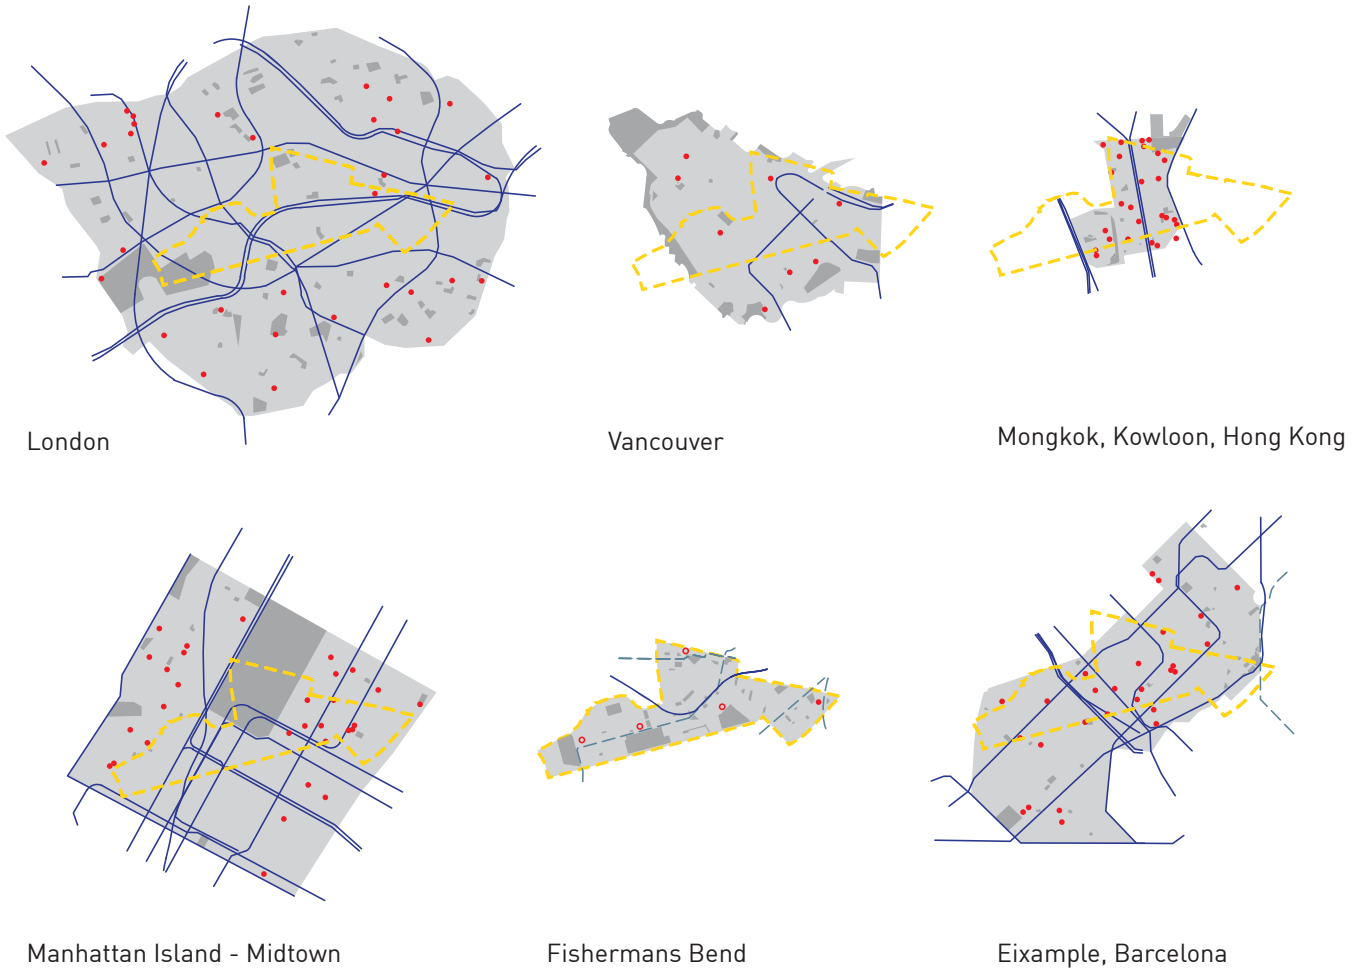 London
Vancouver
Mongkok, Kowloon, Hong Kong
Manhattan Island - Midtown
Fishermans Bend
Eixample, Barcelona